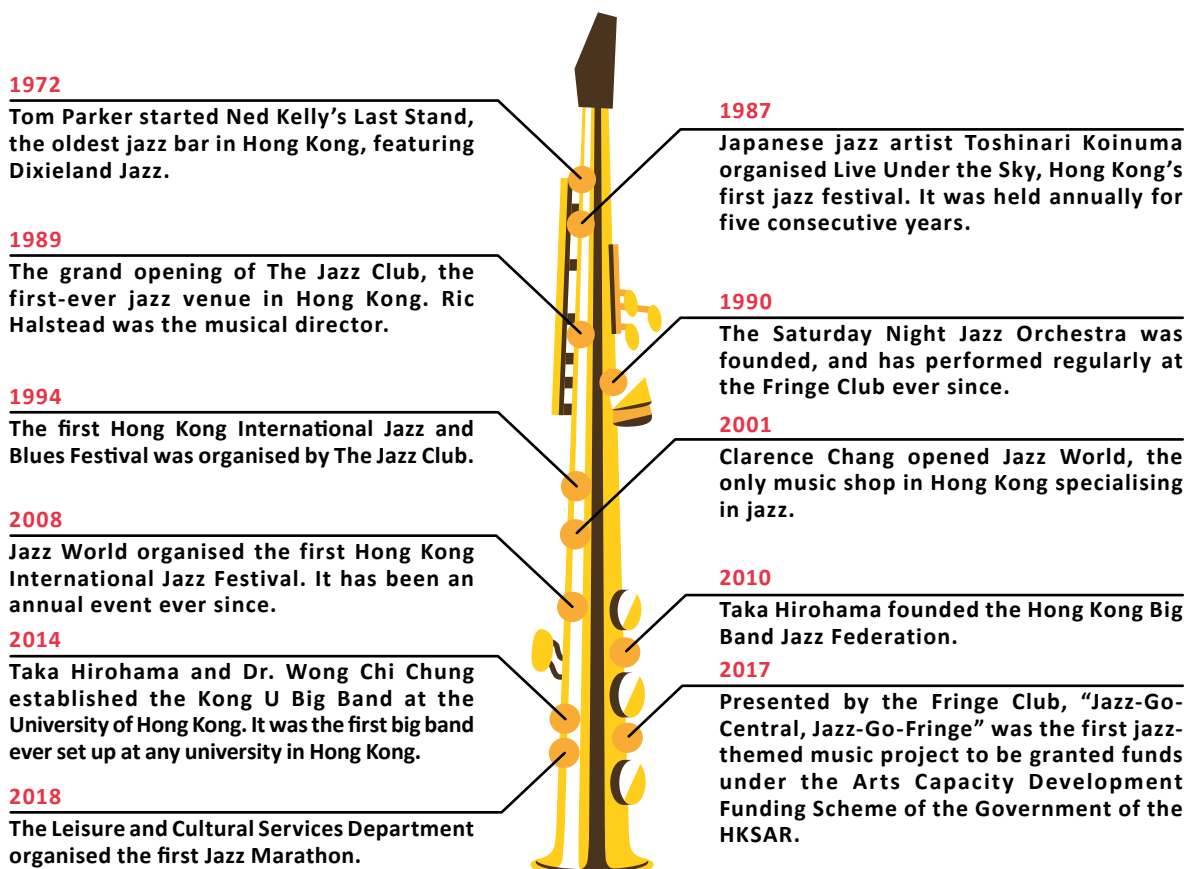 1972
Tom Parker started Ned Kelly’s Last Stand,
the oldest jazz bar in Hong Kong, featuring
Dixieland Jazz.
1987
Japanese jazz artist Toshinari Koinuma
organised Live Under the Sky, Hong Kong’s
first jazz festival. It was held annually for
five consecutive years.
1989
The grand opening of The Jazz Club, the
first-ever jazz venue in Hong Kong. Ric
Halstead was the musical director.
1990
The Saturday Night Jazz Orchestra was
founded, and has performed regularly at
the Fringe Club ever since.
1994
The first Hong Kong International Jazz and
Blues Festival was organised by The Jazz Club.
2001
Clarence Chang opened Jazz World, the
only music shop in Hong Kong specialising
in jazz.
2008
Jazz World organised the first Hong Kong
International Jazz Festival. It has been an
annual event ever since.
2010
Taka Hirohama founded the Hong Kong Big
Band Jazz Federation.
2014
Taka Hirohama and Dr. Wong Chi Chung
established the Kong U Big Band at the
University of Hong Kong. It was the first big band
ever set up at any university in Hong Kong.
2017
Presented by the Fringe Club, “Jazz-Go-
Central, Jazz-Go-Fringe” was the first jazz-
themed music project to be granted funds
under the Arts Capacity Development
Funding Scheme of the Government of the
HKSAR.
2018
The Leisure and Cultural Services Department
organised the first Jazz Marathon.